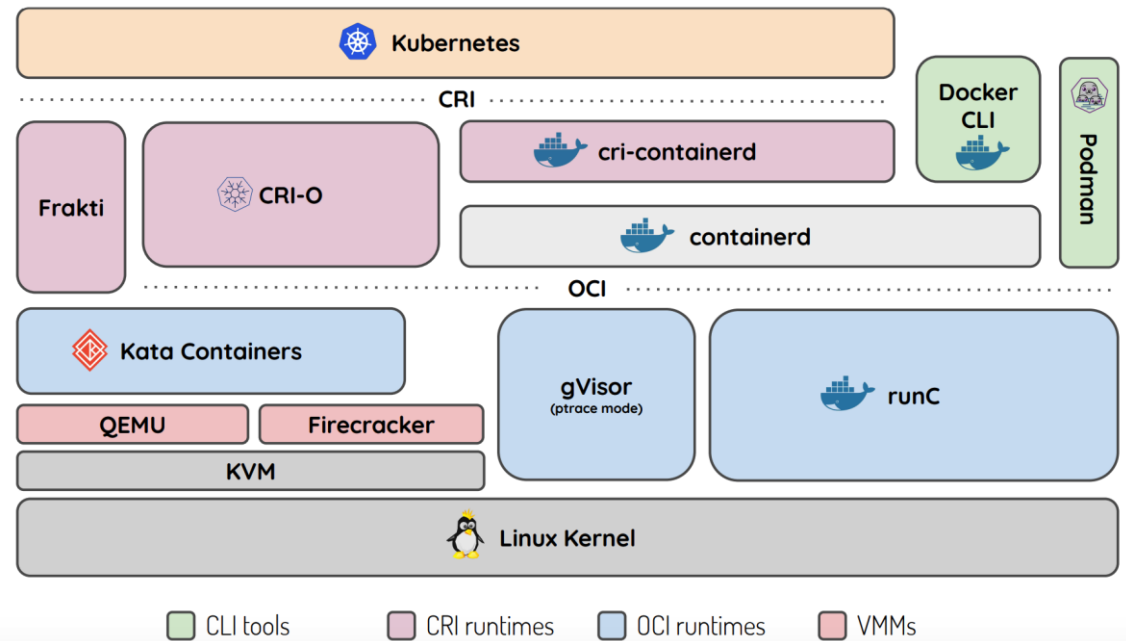 Kubernetes
CRI
Docker
CLI
Podman
Frakti
CRI-O
cri-containerd
containerd
OCI
Kata Containers
gVisor
(ptrace mode)
runC
QEMU
Firecracker
KVM
Linux Kernel
CLI tools
CRI runtimes
OCI runtimes
VMMs